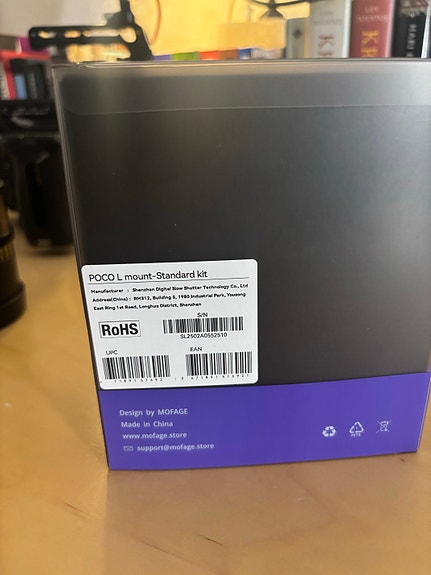 POCO L mount-Standard kit
Manufacturer : Shenzhen Digital Slow Shutter Technology Co., Ltd
Address(China) : RM312, Building 5, 1980 Industrial Park, Yousong
East Ring 1st Road, Longhua District, Shenzhen
S/N
RoHS
SL2502A0552510
UPC
EAN
Design by MOFAGE
Made in China
www.mofage.store
support@mofage.store